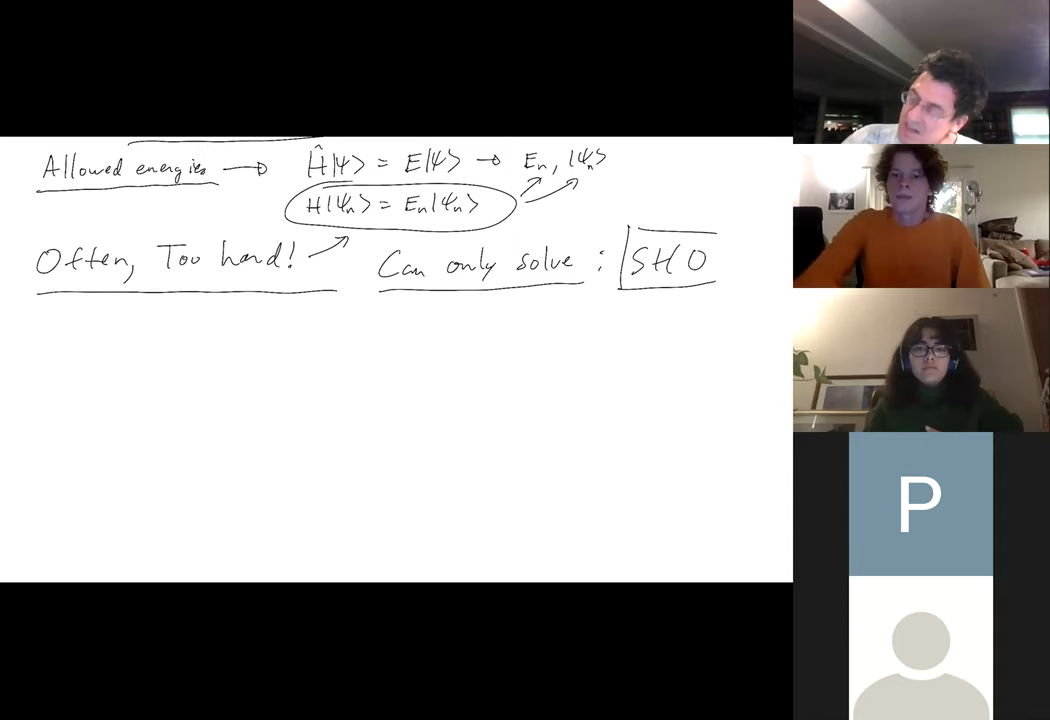 Allowed energies → Ĥ|ψ> = E|ψ> → Eₙ, |ψₙ>
H|ψₙ> = Eₙ|ψₙ>
Often, Too hard! → Can only solve : SHO
P